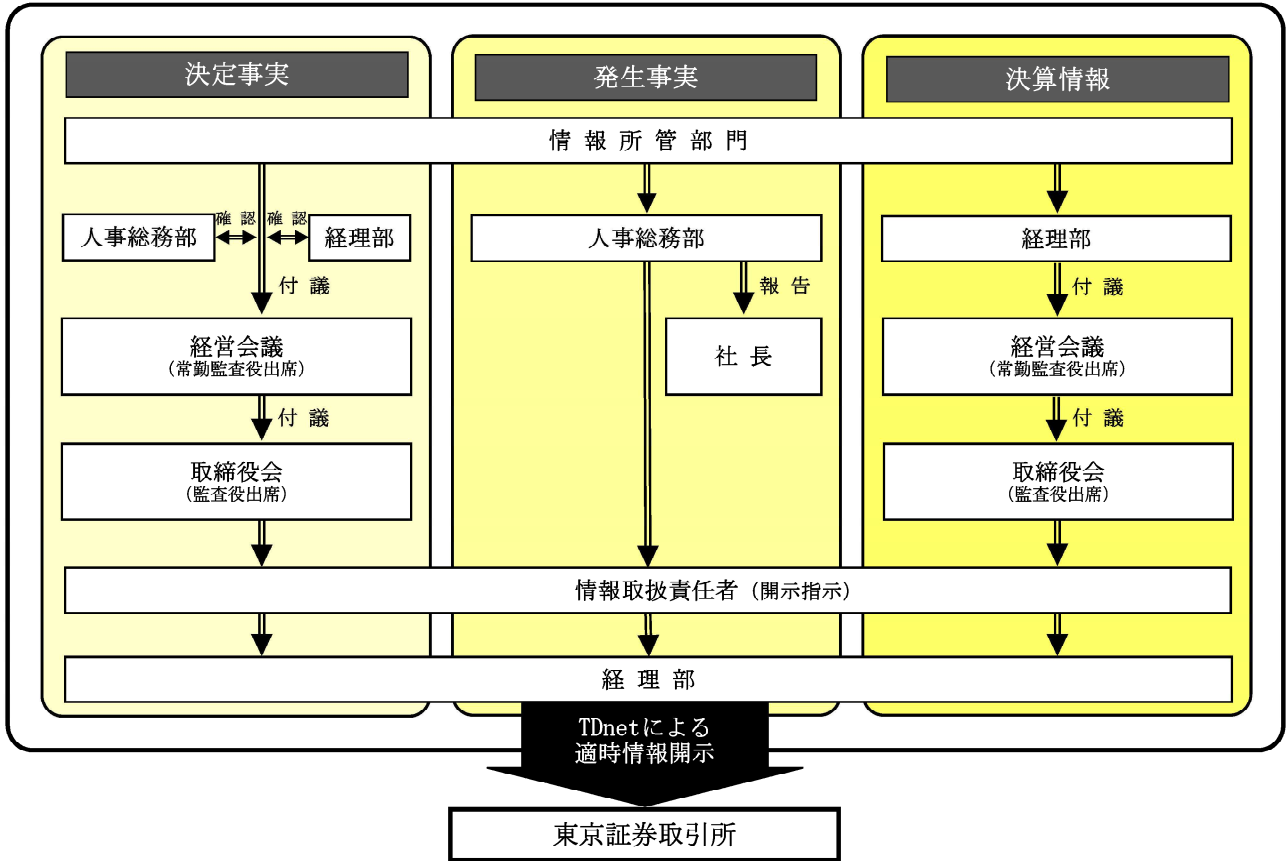 決定事実
発生事実
決算情報
情報所管部門
人事総務部
確認
確認
経理部
人事総務部
経理部
付議
報告
付議
経営会議
(常勤監査役出席)
社長
経営会議
(常勤監査役出席)
付議
付議
取締役会
(監査役出席)
取締役会
(監査役出席)
情報取扱責任者(開示指示)
経理部
TDnetによる
適時情報開示
東京証券取引所